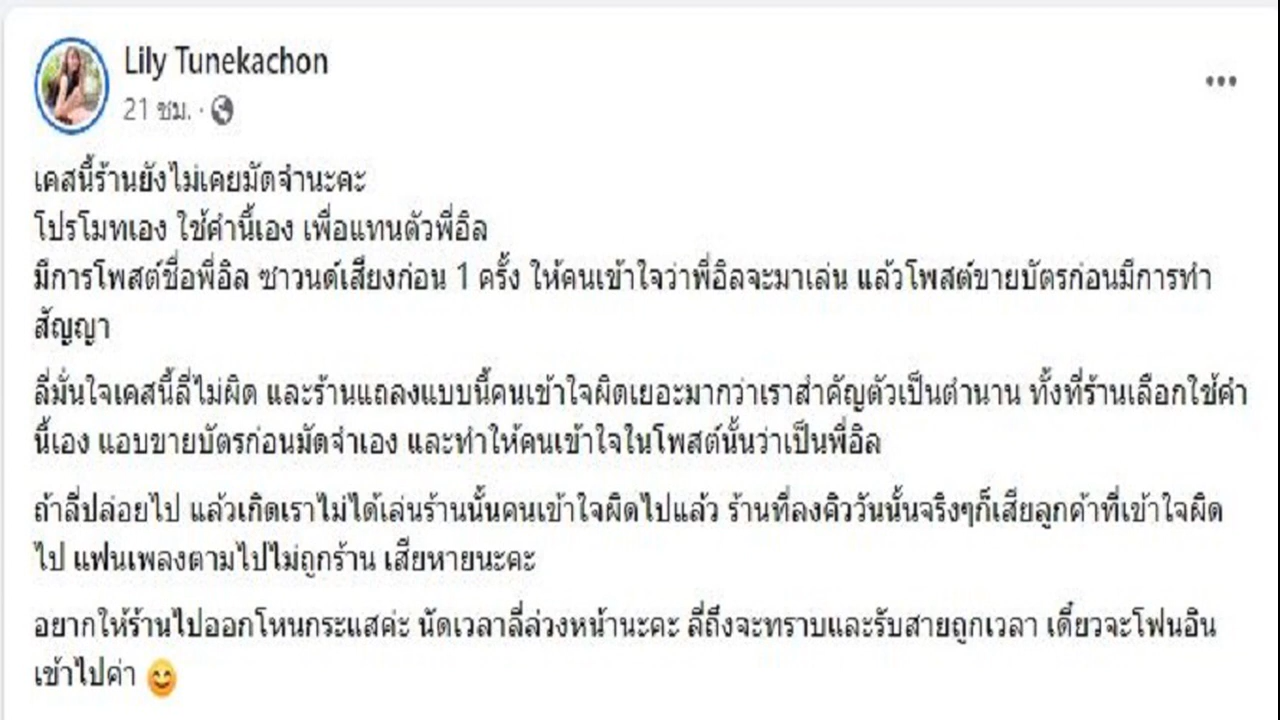 Lily Tunekachon
21 ชม. ·
เคสนี้ร้านยังไม่เคยมัดจำนะคะ
โปรโมทเอง ใช้คำนี้เอง เพื่อแทนตัวพี่อิล
มีการโพสต์ชื่อพี่อิล ซาวนด์เสียงก่อน 1 ครั้ง ให้คนเข้าใจว่าพี่อิลจะมาเล่น แล้วโพสต์ขายบัตรก่อนมีการทำ
สัญญา
ลี่มั่นใจเคสนี้ลี่ไม่ผิด และร้านแถลงแบบนี้คนเข้าใจผิดเยอะมากว่าเราสำคัญตัวเป็นตำนาน ทั้งที่ร้านเลือกใช้คำ
นี้เอง แอบขายบัตรก่อนมัดจำเอง และทำให้คนเข้าใจในโพสต์นั้นว่าเป็นพี่อิล
ถ้าลี่ปล่อยไป แล้วเกิดเราไม่ได้เล่นร้านนั้นคนเข้าใจผิดไปแล้ว ร้านที่ลงคิววันนั้นจริงๆก็เสียลูกค้าที่เข้าใจผิด
ไป แฟนเพลงตามไปไม่ถูกร้าน เสียหายนะคะ
อยากให้ร้านไปออกโหนกระแสค่ะ นัดเวลาลี่ล่วงหน้านะคะ ลี่ถึงจะทราบและรับสายถูกเวลา เดี๋ยวจะโฟนอิน
เข้าไปค่า 😊